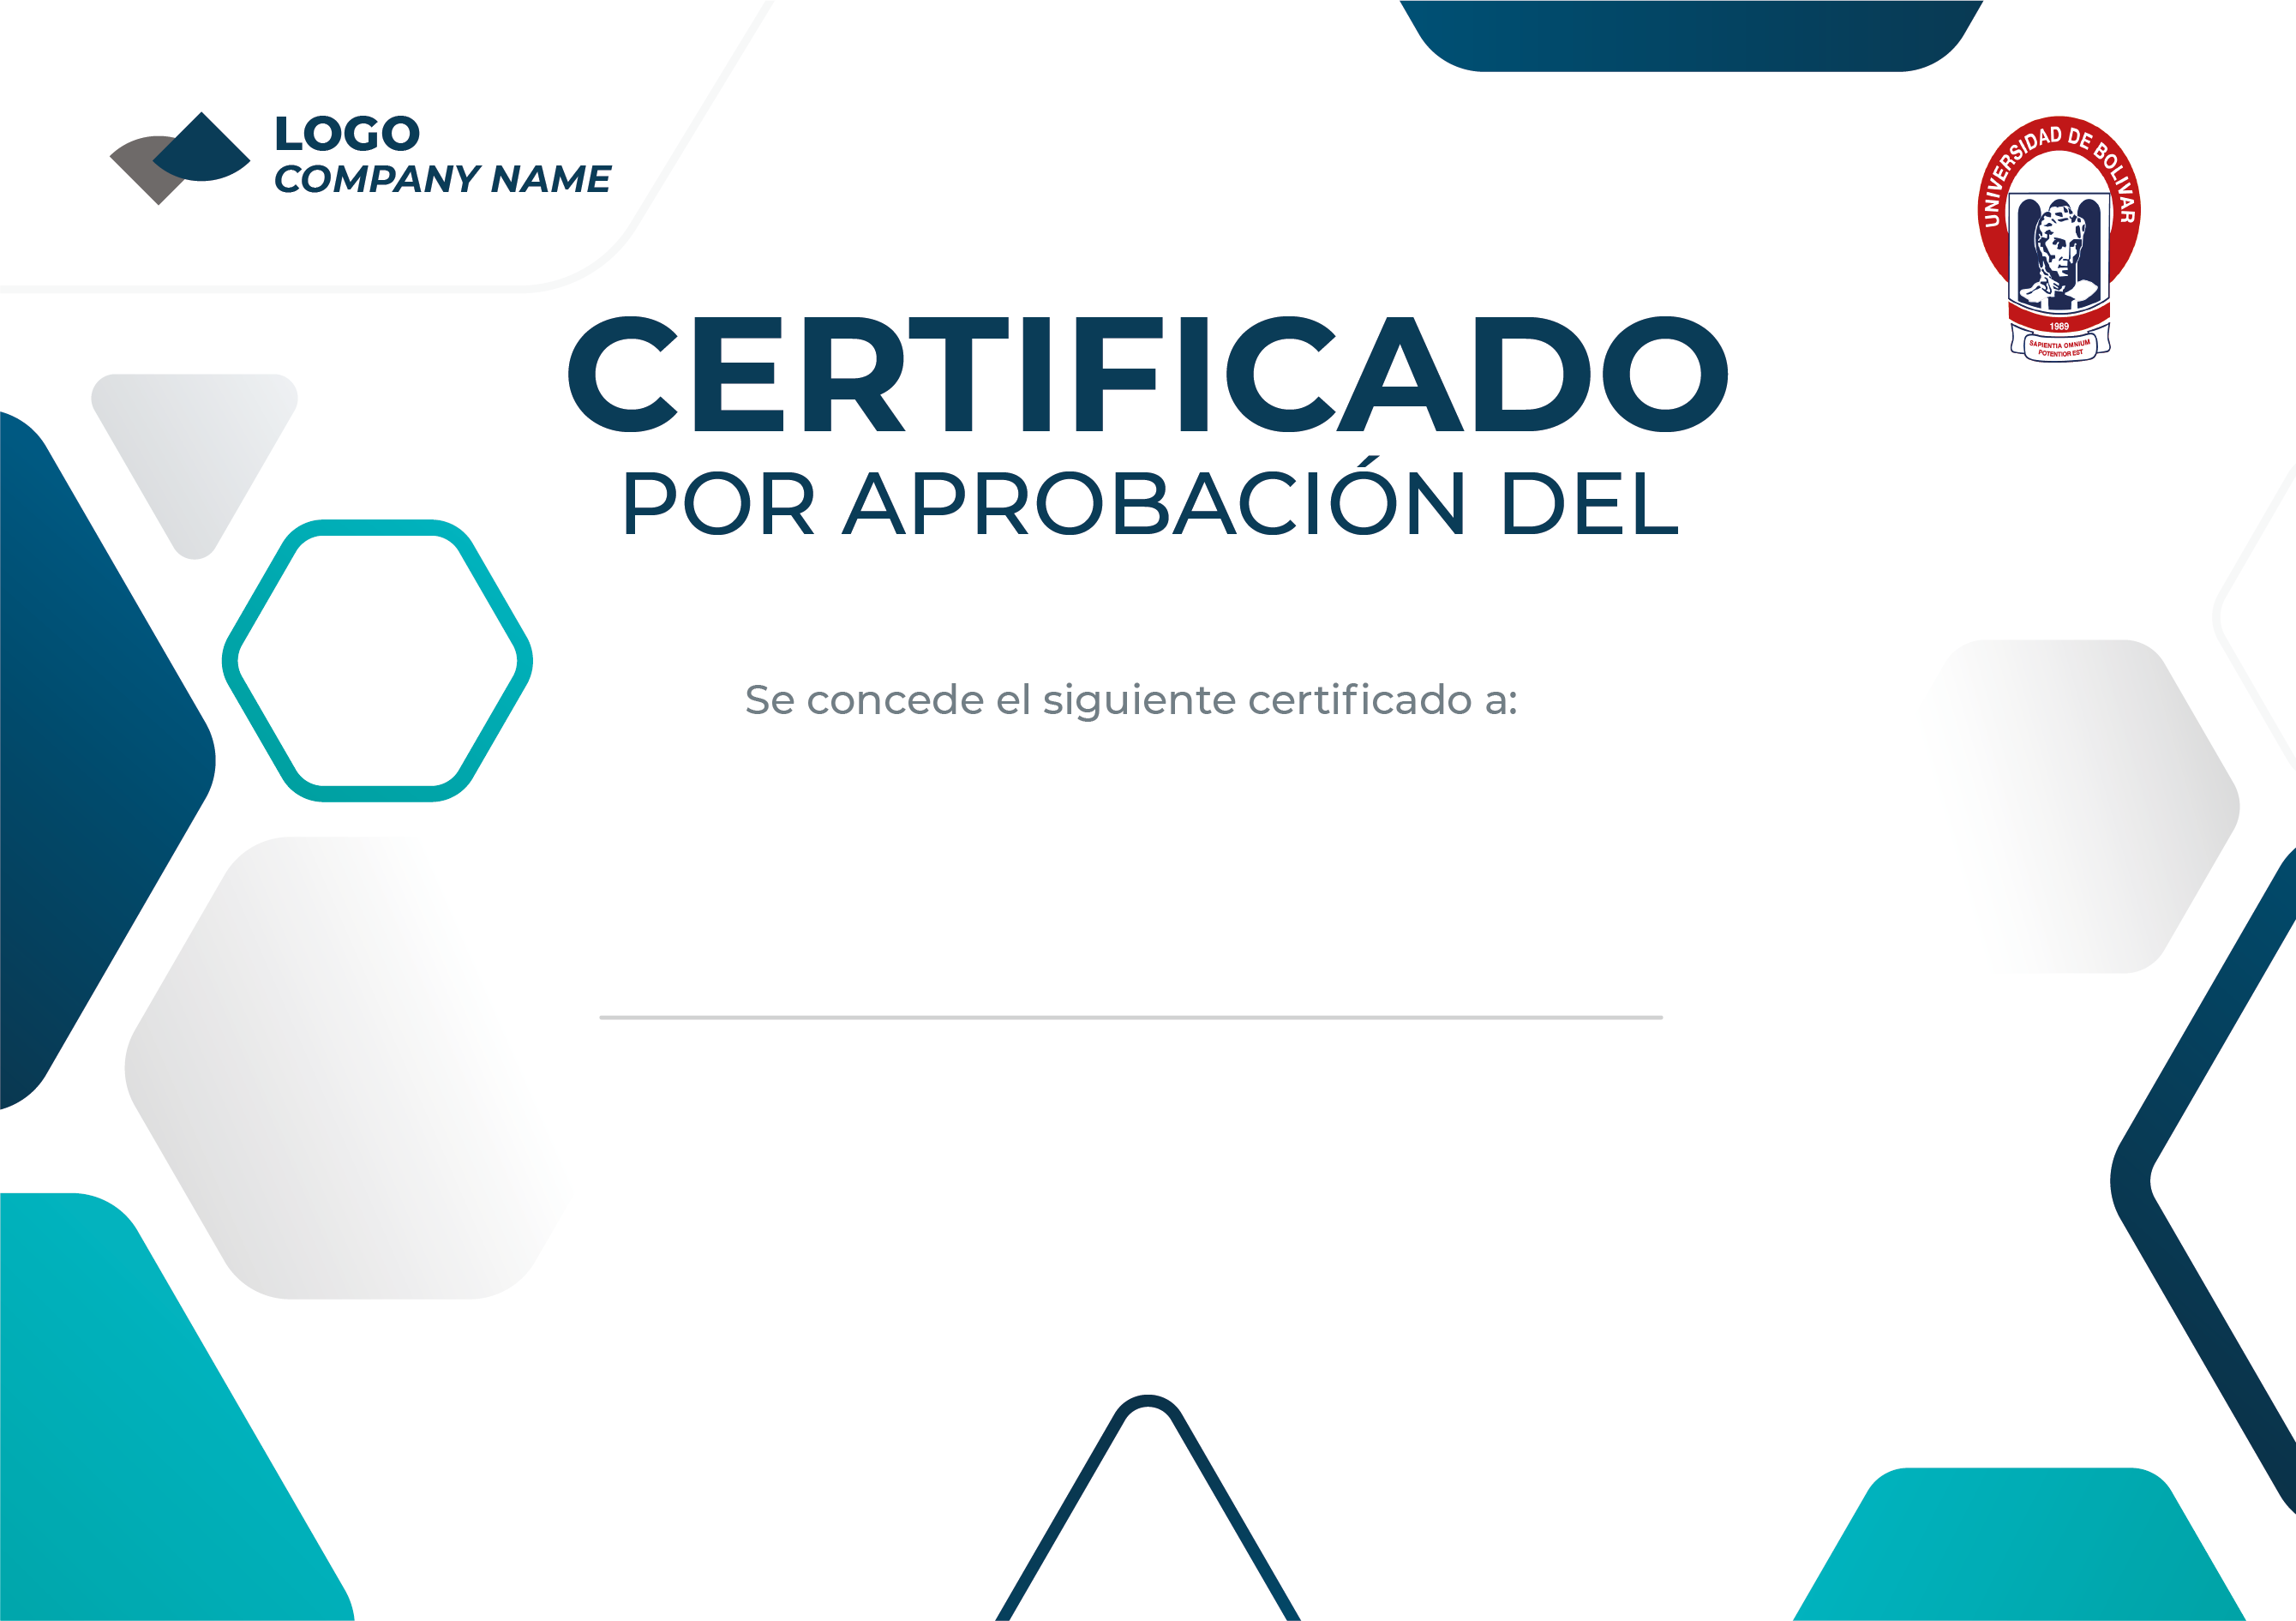 LOGO
COMPANY NAME
UNIVERSIDAD DE BOLIVAR
1989
SAPIENTIA OMNIUM
POTENTIOR EST
CERTIFICADO
POR APROBACIÓN DEL
Se concede el siguiente certificado a: